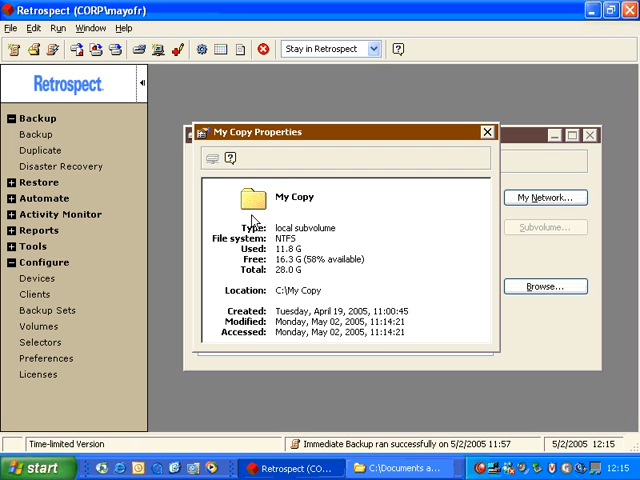 Retrospect (CORP\mayofr)
File Edit Run Window Help
Stay in Retrospect
Retrospect.
Backup
Backup
Duplicate
Disaster Recovery
Restore
Automate
Activity Monitor
Reports
Tools
Configure
Devices
Clients
Backup Sets
Volumes
Selectors
Preferences
Licenses
My Copy Properties
My Copy
Type: local subvolume
File system: NTFS
Used: 11.8 G
Free: 16.3 G (58% available)
Total: 28.0 G
Location: C:\My Copy
Created: Tuesday, April 19, 2005, 11:00:45
Modified: Monday, May 02, 2005, 11:14:21
Accessed: Monday, May 02, 2005, 11:14:21
My Network...
Subvolume...
Browse...
Time-limited Version
Immediate Backup ran successfully on 5/2/2005 11:57
5/2/2005 12:15
start
Retrospect (CO...
C:\Documents a...
12:15